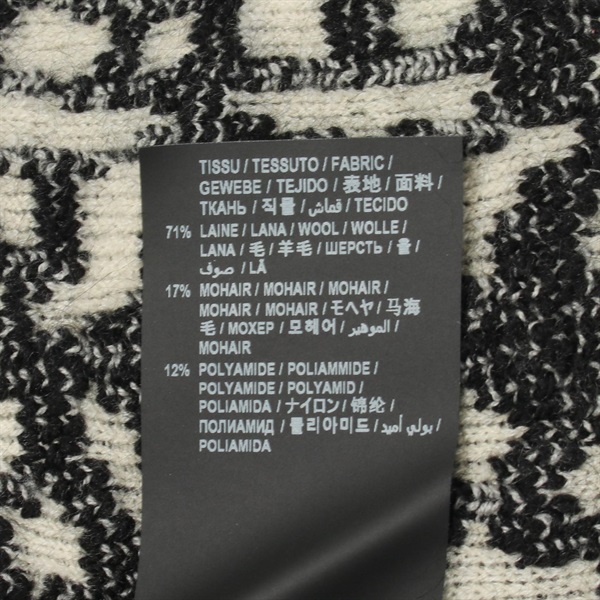 TISSU / TESSUTO / FABRIC /
GEWEBE / TEJIDO / 表地 / 面料 /
ТКАНЬ / 직물 / قماش / TECIDO
71% LAINE / LANA / WOOL / WOLLE /
LANA / 毛 / 羊毛 / ШЕРСТЬ / 울 /
صوف / LÃ
17% MOHAIR / MOHAIR / MOHAIR /
MOHAIR / MOHAIR / モヘヤ / 马海
毛 / МОХЕР / 모헤어 / الموهير /
MOHAIR
12% POLYAMIDE / POLIAMMIDE /
POLYAMIDE / POLYAMID /
POLIAMIDA / ナイロン / 锦纶 /
ПОЛИАМИД / 폴리아미드 / بولي أميد /
POLIAMIDA